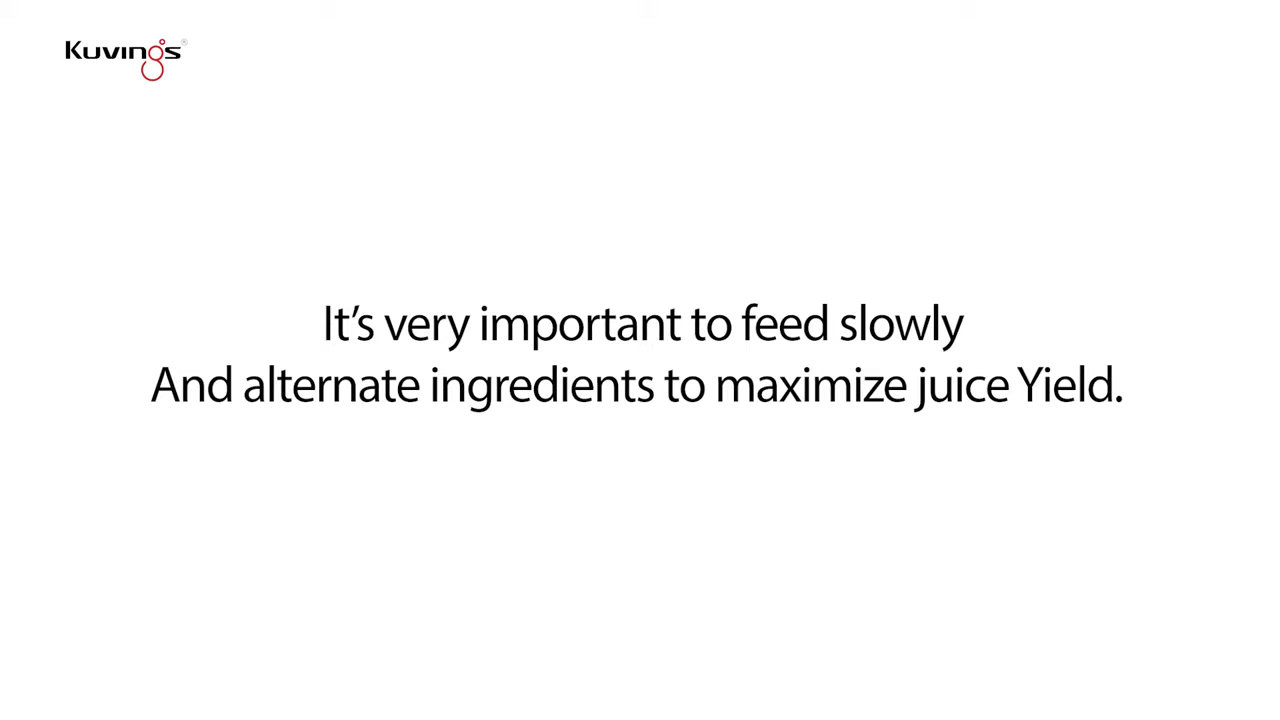 Kuvings®
It's very important to feed slowly
And alternate ingredients to maximize juice Yield.